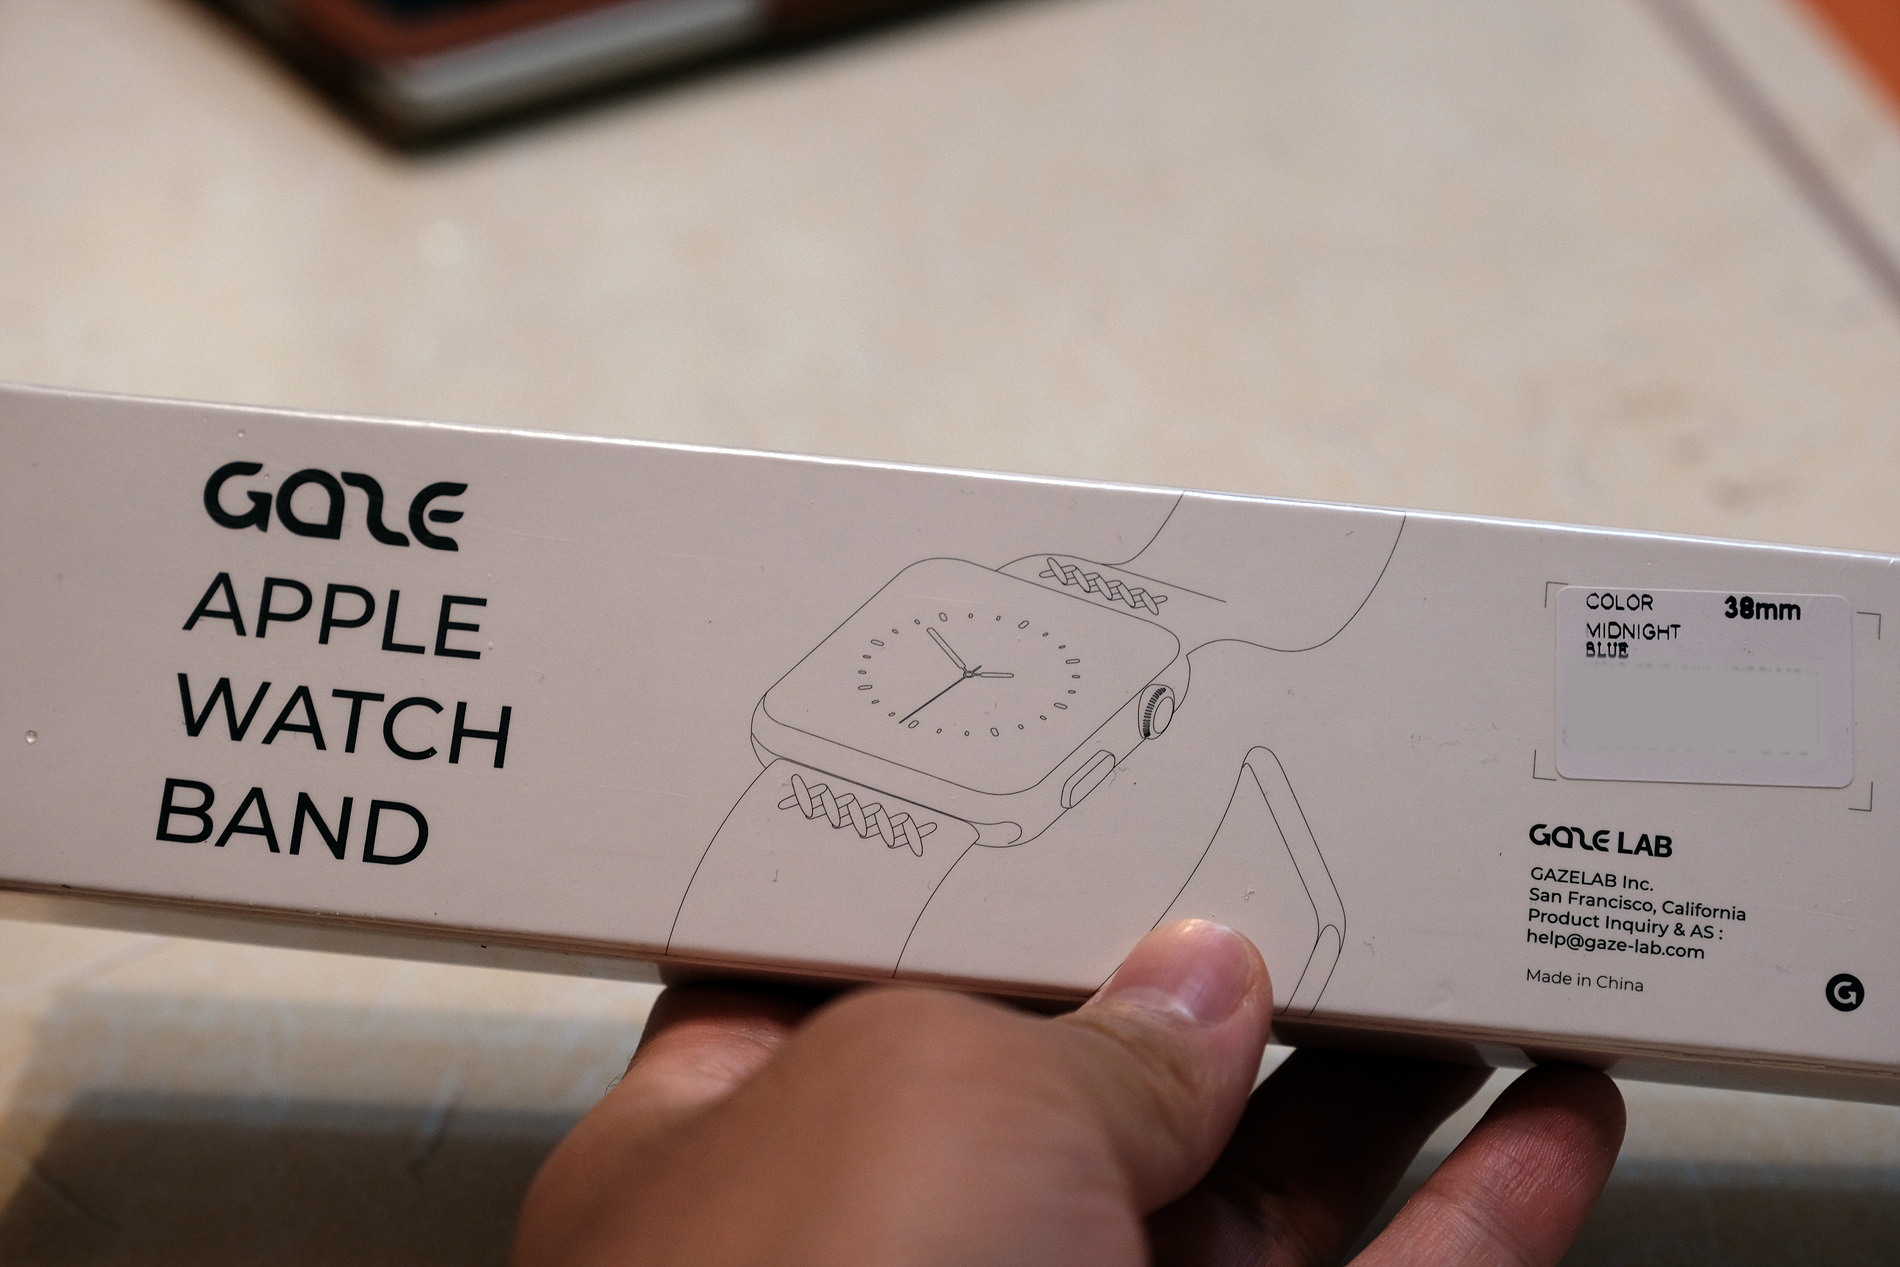 GAZE
APPLE
WATCH
BAND
COLOR 38mm
MIDNIGHT
BLUE
GAZE LAB
GAZELAB Inc.
San Francisco, California
Product Inquiry & AS :
help@gaze-lab.com
Made in China
G